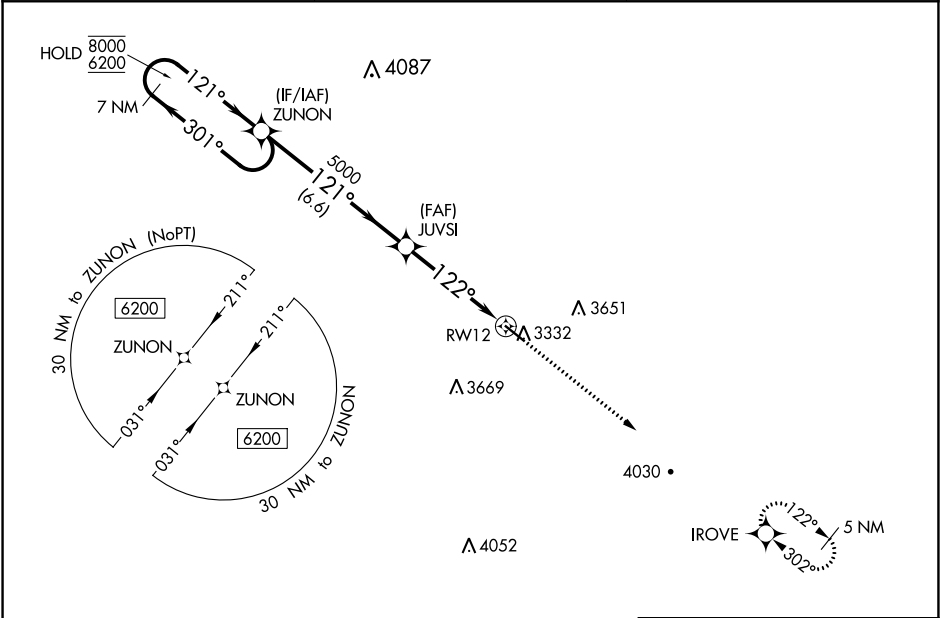 HOLD 8000
6200
7 NM
121°
301°
(IF/IAF)
ZUNON
4087
5000
121°
(6.6)
(FAF)
JUVSI
122°
RW12
3332
3651
3669
4030
4052
IROVE
122°
302°
5 NM
30 NM to ZUNON (NoPT)
6200
211°
ZUNON
031°
211°
ZUNON
6200
031°
30 NM to ZUNON